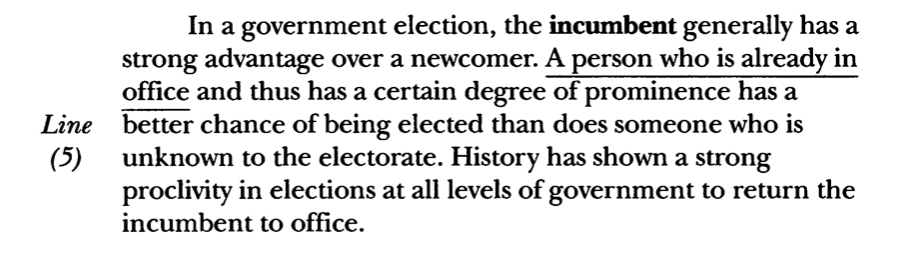 In a government election, the incumbent generally has a
strong advantage over a newcomer. A person who is already in
office and thus has a certain degree of prominence has a
Line better chance of being elected than does someone who is
(5) unknown to the electorate. History has shown a strong
proclivity in elections at all levels of government to return the
incumbent to office.